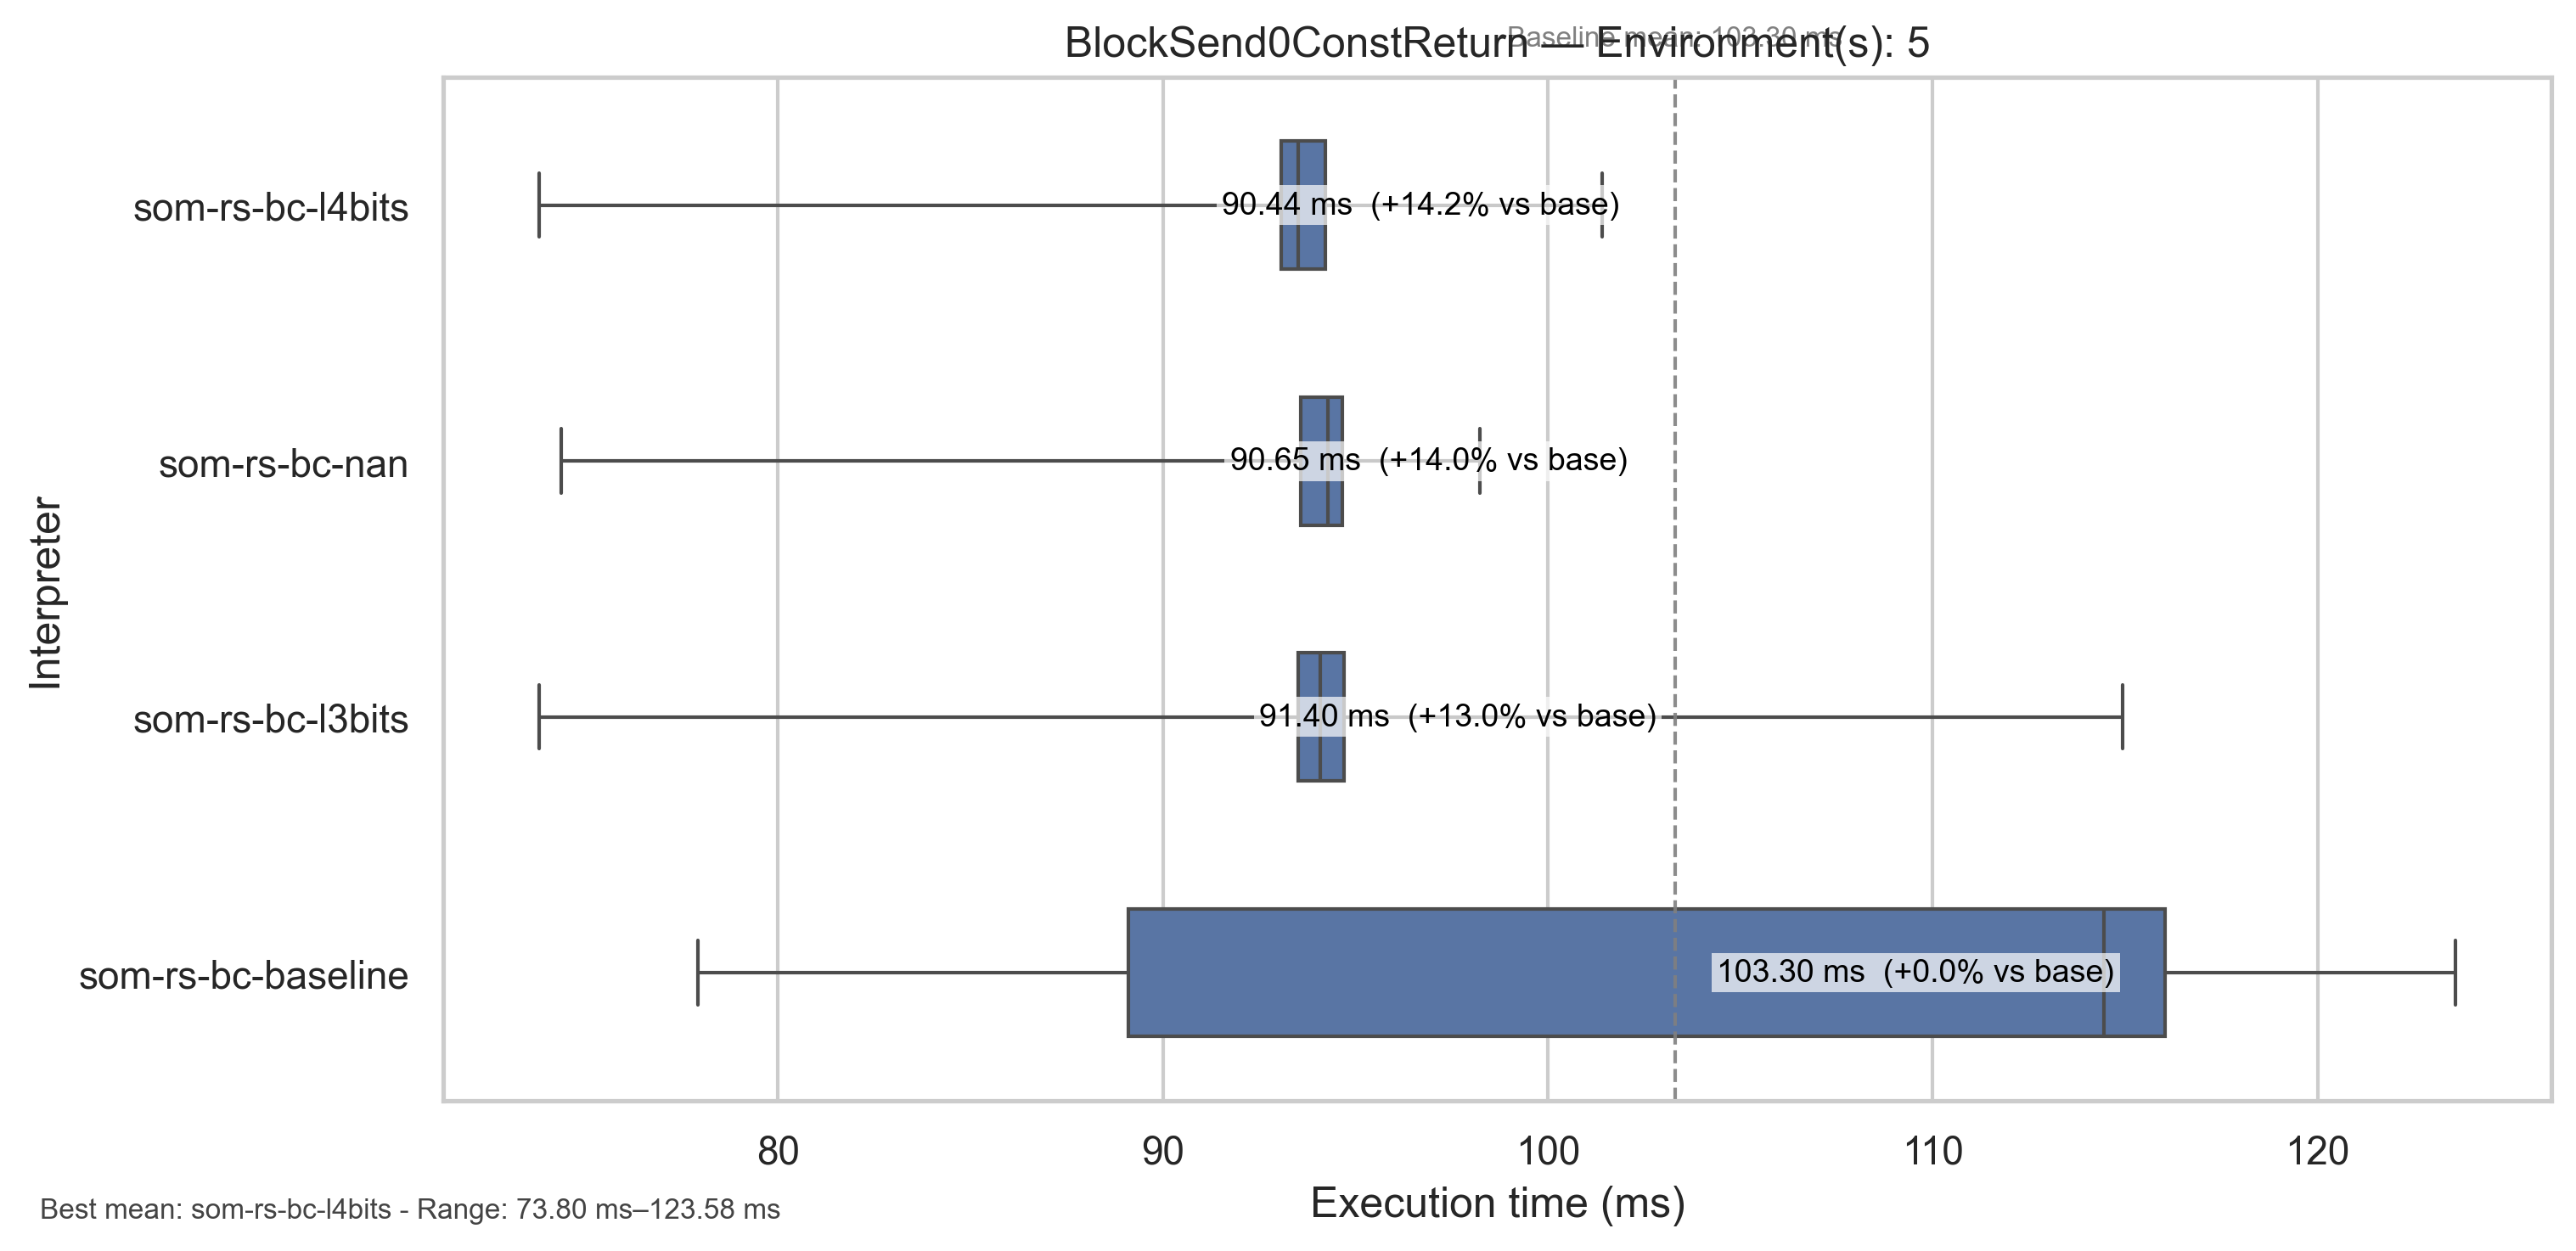 Baseline mean: 103.30 ms
BlockSend0ConstReturn — Environment(s): 5
Interpreter
som-rs-bc-l4bits
90.44 ms (+14.2% vs base)
som-rs-bc-nan
90.65 ms (+14.0% vs base)
som-rs-bc-l3bits
91.40 ms (+13.0% vs base)
som-rs-bc-baseline
103.30 ms (+0.0% vs base)
80 90 100 110 120
Execution time (ms)
Best mean: som-rs-bc-l4bits - Range: 73.80 ms–123.58 ms